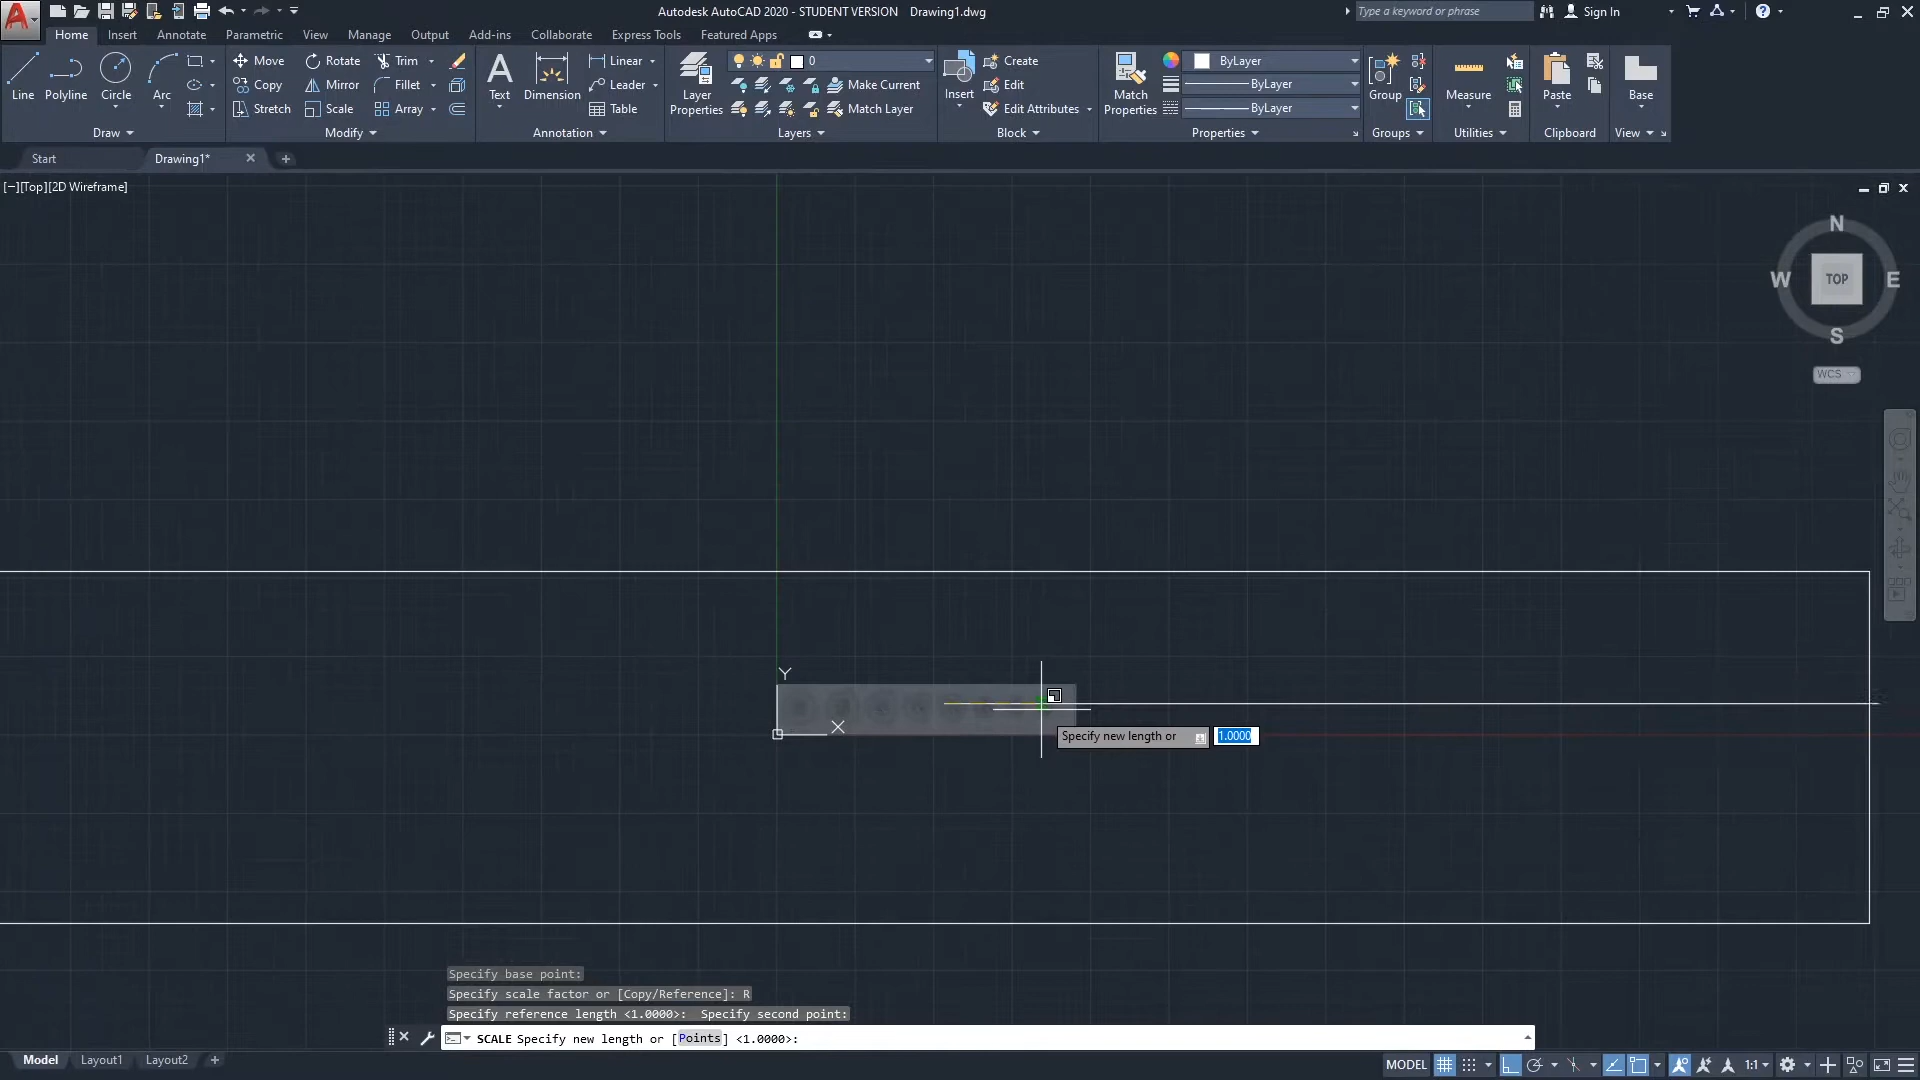 Autodesk AutoCAD 2020 - STUDENT VERSION Drawing1.dwg
Type a keyword or phrase
Sign In
Home Insert Annotate Parametric View Manage Output Add-ins Collaborate Express Tools Featured Apps
Line Polyline Circle Arc
Move Rotate Trim
Copy Mirror Fillet
Stretch Scale Array
Text Dimension
Linear
Leader
Table
Layer Properties
0
Make Current
Match Layer
Insert
Create
Edit
Edit Attributes
Match Properties
ByLayer
ByLayer
ByLayer
Group
Measure
Paste
Base
Draw Modify Annotation Layers Block Properties Groups Utilities Clipboard View
Start Drawing1*
[−][Top][2D Wireframe]
N
W TOP E
S
WCS
Y
X
Specify new length or 1.0000
Specify base point:
Specify scale factor or [Copy/Reference]: R
Specify reference length <1.0000>: Specify second point:
SCALE Specify new length or [Points] <1.0000>:
Model Layout1 Layout2
MODEL 1:1